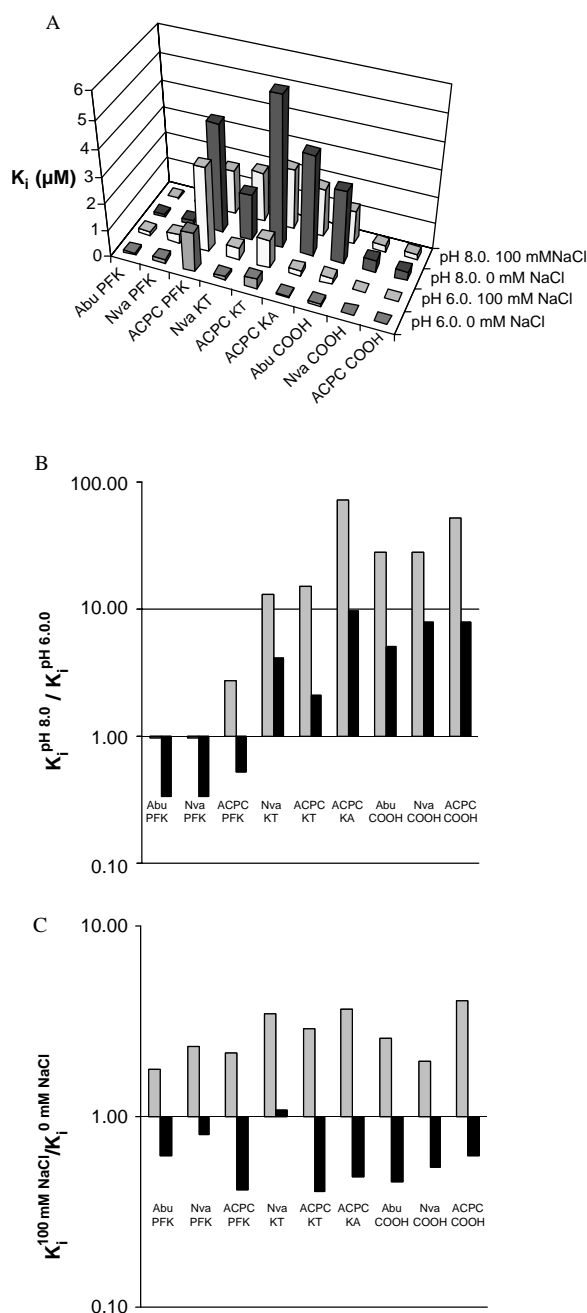 A
6
5
4
3
2
1
0
K i (µM)
Abu PFK
Nva PFK
ACPC PFK
Nva KT
ACPC KT
ACPC KA
Abu COOH
Nva COOH
ACPC COOH
pH 8.0. 100 mMNaCl
pH 8.0. 0 mM NaCl
pH 6.0. 100 mM NaCl
pH 6.0. 0 mM NaCl
B
100.00
10.00
1.00
0.10
K i pH 8.0 / K i pH 6.0.0
Abu ACPC Nva ACPC ACPC Abu Nva ACPC
Nva
PFK PFK PFK KT KT KA COOH COOH COOH
C
10.00
1.00
0.10
K i 100 mM NaCl/K i 0 mM NaCl
Abu Nva ACPC Nva ACPC ACPC Abu Nva ACPC
PFK PFK PFK KT KT KA COOH COOH COOH